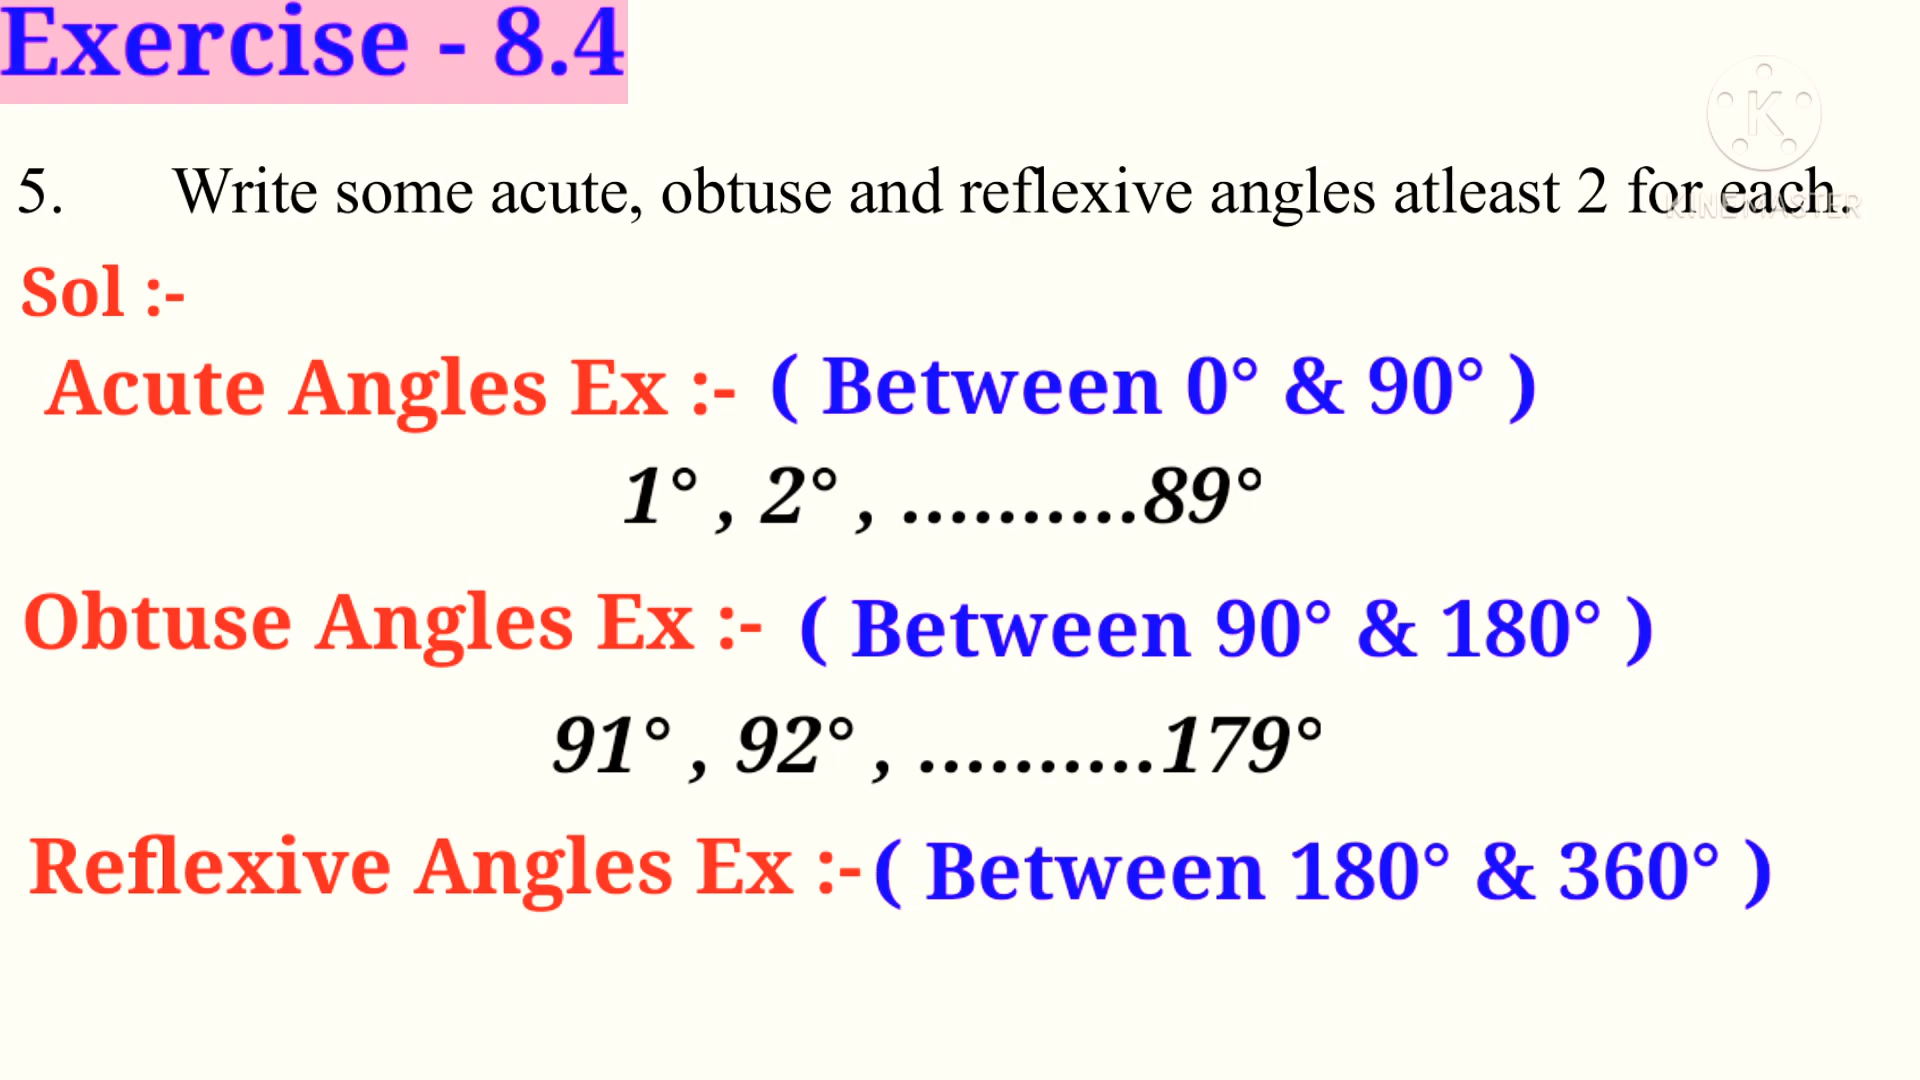 Exercise - 8.4
5. Write some acute, obtuse and reflexive angles atleast 2 for each.
K
KINEMASTER
Sol :-
Acute Angles Ex :- ( Between 0° & 90° )
1° , 2° , ..........89°
Obtuse Angles Ex :- ( Between 90° & 180° )
91° , 92° , ..........179°
Reflexive Angles Ex :- ( Between 180° & 360° )